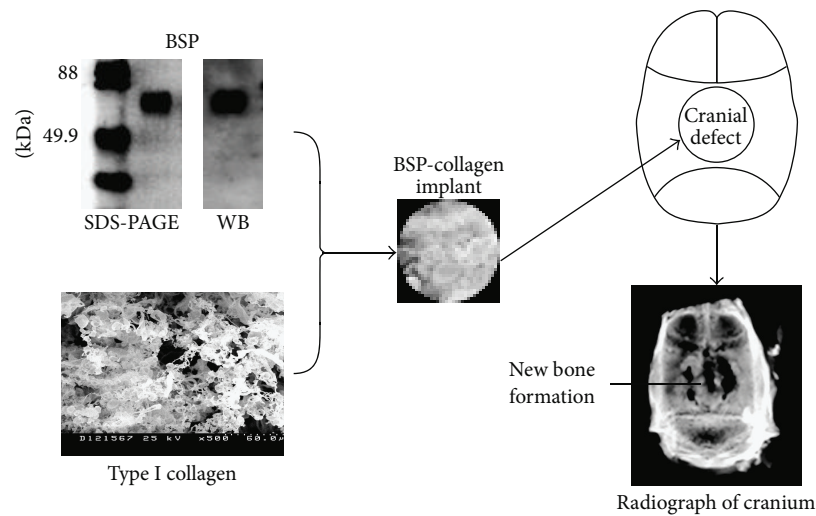 BSP
88
49.9
(kDa)
SDS-PAGE
WB
D121567 25 kV x500 60.0μ
Type I collagen
BSP-collagen
implant
Cranial
defect
New bone
formation
Radiograph of cranium